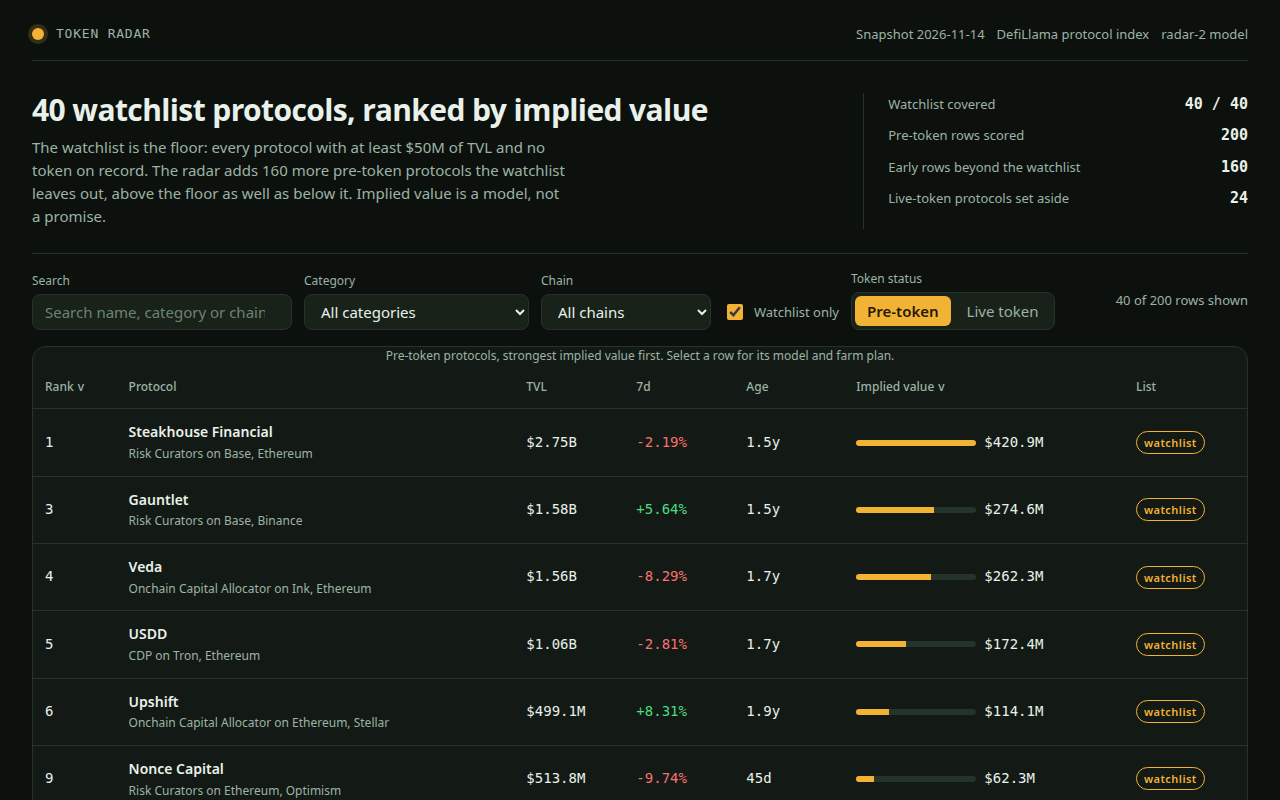 TOKEN RADAR
Snapshot 2026-11-14 DefiLlama protocol index radar-2 model
40 watchlist protocols, ranked by implied value
The watchlist is the floor: every protocol with at least $50M of TVL and no
token on record. The radar adds 160 more pre-token protocols the watchlist
leaves out, above the floor as well as below it. Implied value is a model, not
a promise.
Watchlist covered 40 / 40
Pre-token rows scored 200
Early rows beyond the watchlist 160
Live-token protocols set aside 24
Search
Search name, category or chain
Category
All categories
Chain
All chains
Watchlist only
Token status
Pre-token Live token
40 of 200 rows shown
Pre-token protocols, strongest implied value first. Select a row for its model and farm plan.
Rank v Protocol TVL 7d Age Implied value v List
1 Steakhouse Financial $2.75B -2.19% 1.5y $420.9M watchlist
Risk Curators on Base, Ethereum
3 Gauntlet $1.58B +5.64% 1.5y $274.6M watchlist
Risk Curators on Base, Binance
4 Veda $1.56B -8.29% 1.7y $262.3M watchlist
Onchain Capital Allocator on Ink, Ethereum
5 USDD $1.06B -2.81% 1.7y $172.4M watchlist
CDP on Tron, Ethereum
6 Upshift $499.1M +8.31% 1.9y $114.1M watchlist
Onchain Capital Allocator on Ethereum, Stellar
9 Nonce Capital $513.8M -9.74% 45d $62.3M watchlist
Risk Curators on Ethereum, Optimism